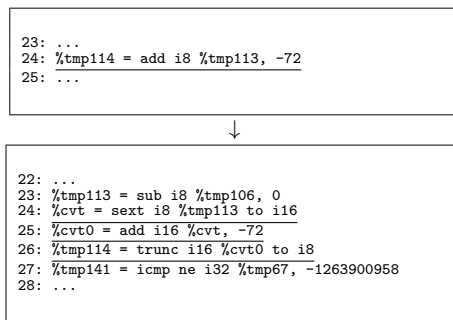 23: ...
24: %tmp114 = add i8 %tmp113, -72
25: ...
↓
22: ...
23: %tmp113 = sub i8 %tmp106, 0
24: %cvt = sext i8 %tmp113 to i16
25: %cvt0 = add i16 %cvt, -72
26: %tmp114 = trunc i16 %cvt0 to i8
27: %tmp141 = icmp ne i32 %tmp67, -1263900958
28: ...